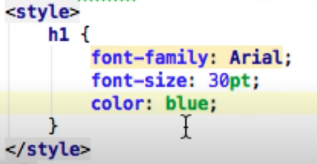 <style>
h1 {
font-family: Arial;
font-size: 30pt;
color: blue;
}
</style>